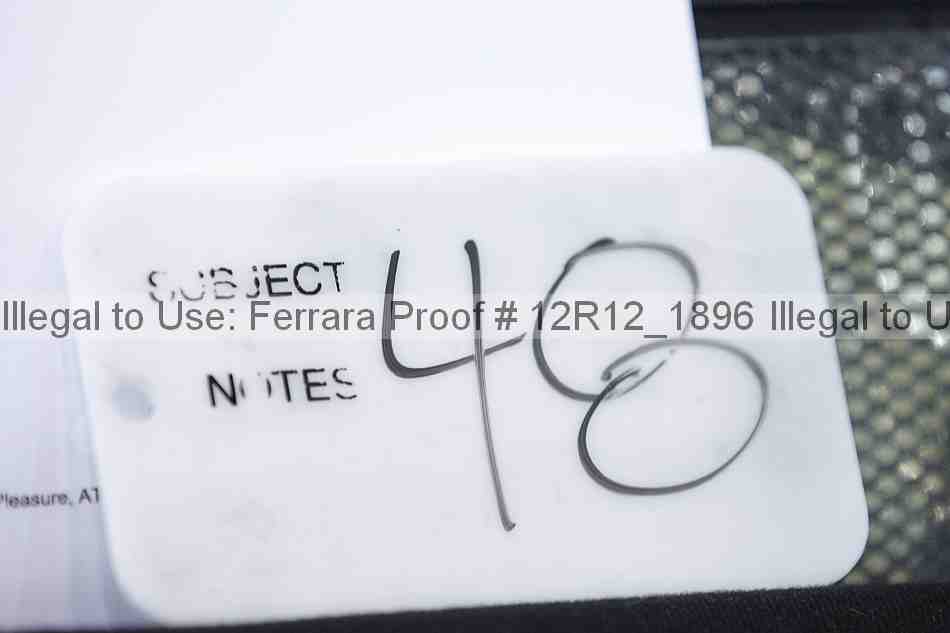 SUBJECT 48
Illegal to Use: Ferrara Proof # 12R12_1896 Illegal to U
NOTES
Pleasure, AT